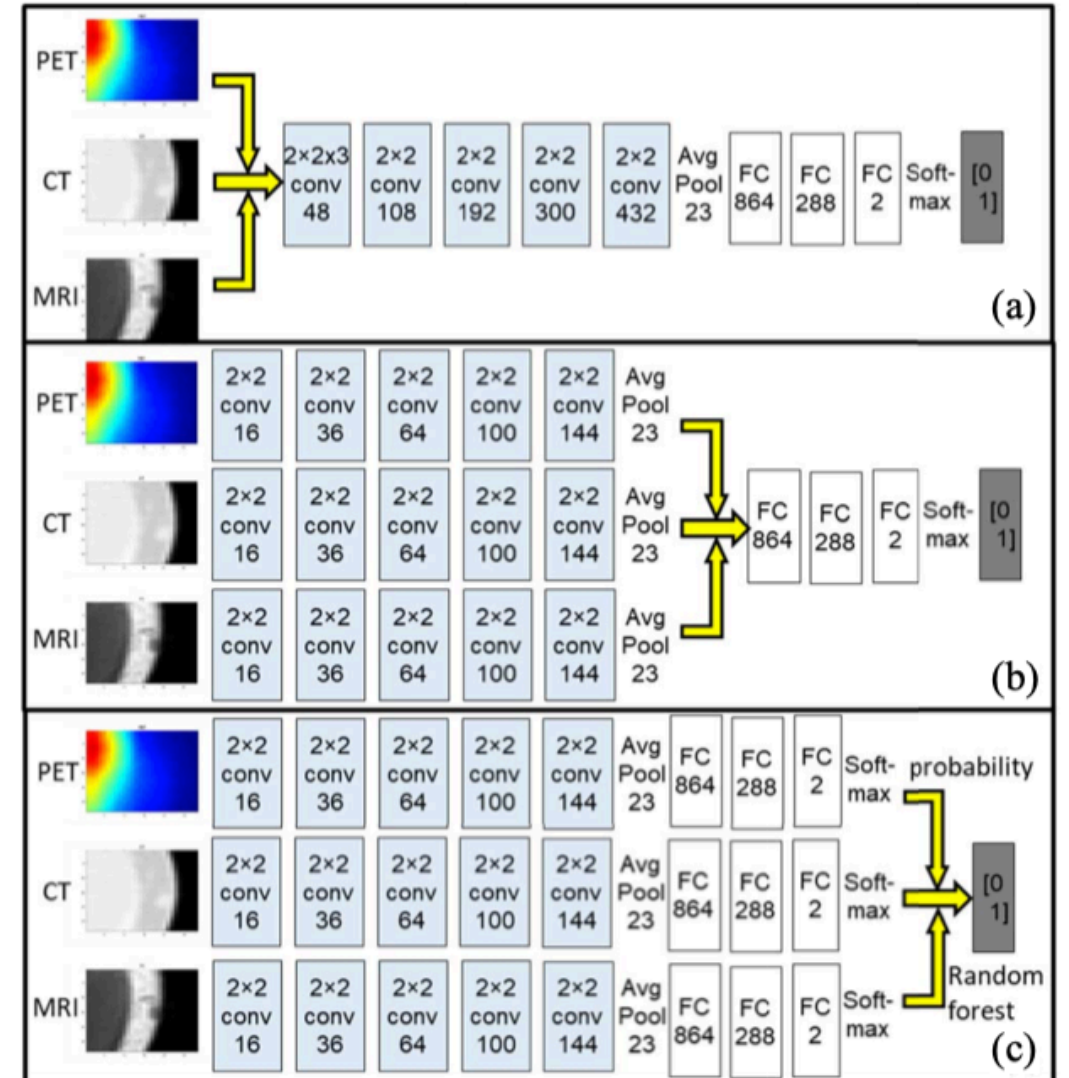 PET
CT
MRI
2×2x3 conv 48
2×2 conv 108
2×2 conv 192
2×2 conv 300
2×2 conv 432
Avg Pool 23
FC 864
FC 288
FC 2
Soft-max
[0 1]
(a)
PET
2×2 conv 16
2×2 conv 36
2×2 conv 64
2×2 conv 100
2×2 conv 144
Avg Pool 23
CT
2×2 conv 16
2×2 conv 36
2×2 conv 64
2×2 conv 100
2×2 conv 144
Avg Pool 23
MRI
2×2 conv 16
2×2 conv 36
2×2 conv 64
2×2 conv 100
2×2 conv 144
Avg Pool 23
FC 864
FC 288
FC 2
Soft-max
[0 1]
(b)
PET
2×2 conv 16
2×2 conv 36
2×2 conv 64
2×2 conv 100
2×2 conv 144
Avg Pool 23
FC 864
FC 288
FC 2
Soft-max
probability
CT
2×2 conv 16
2×2 conv 36
2×2 conv 64
2×2 conv 100
2×2 conv 144
Avg Pool 23
FC 864
FC 288
FC 2
Soft-max
[0 1]
MRI
2×2 conv 16
2×2 conv 36
2×2 conv 64
2×2 conv 100
2×2 conv 144
Avg Pool 23
FC 864
FC 288
FC 2
Soft-max
Random forest
(c)